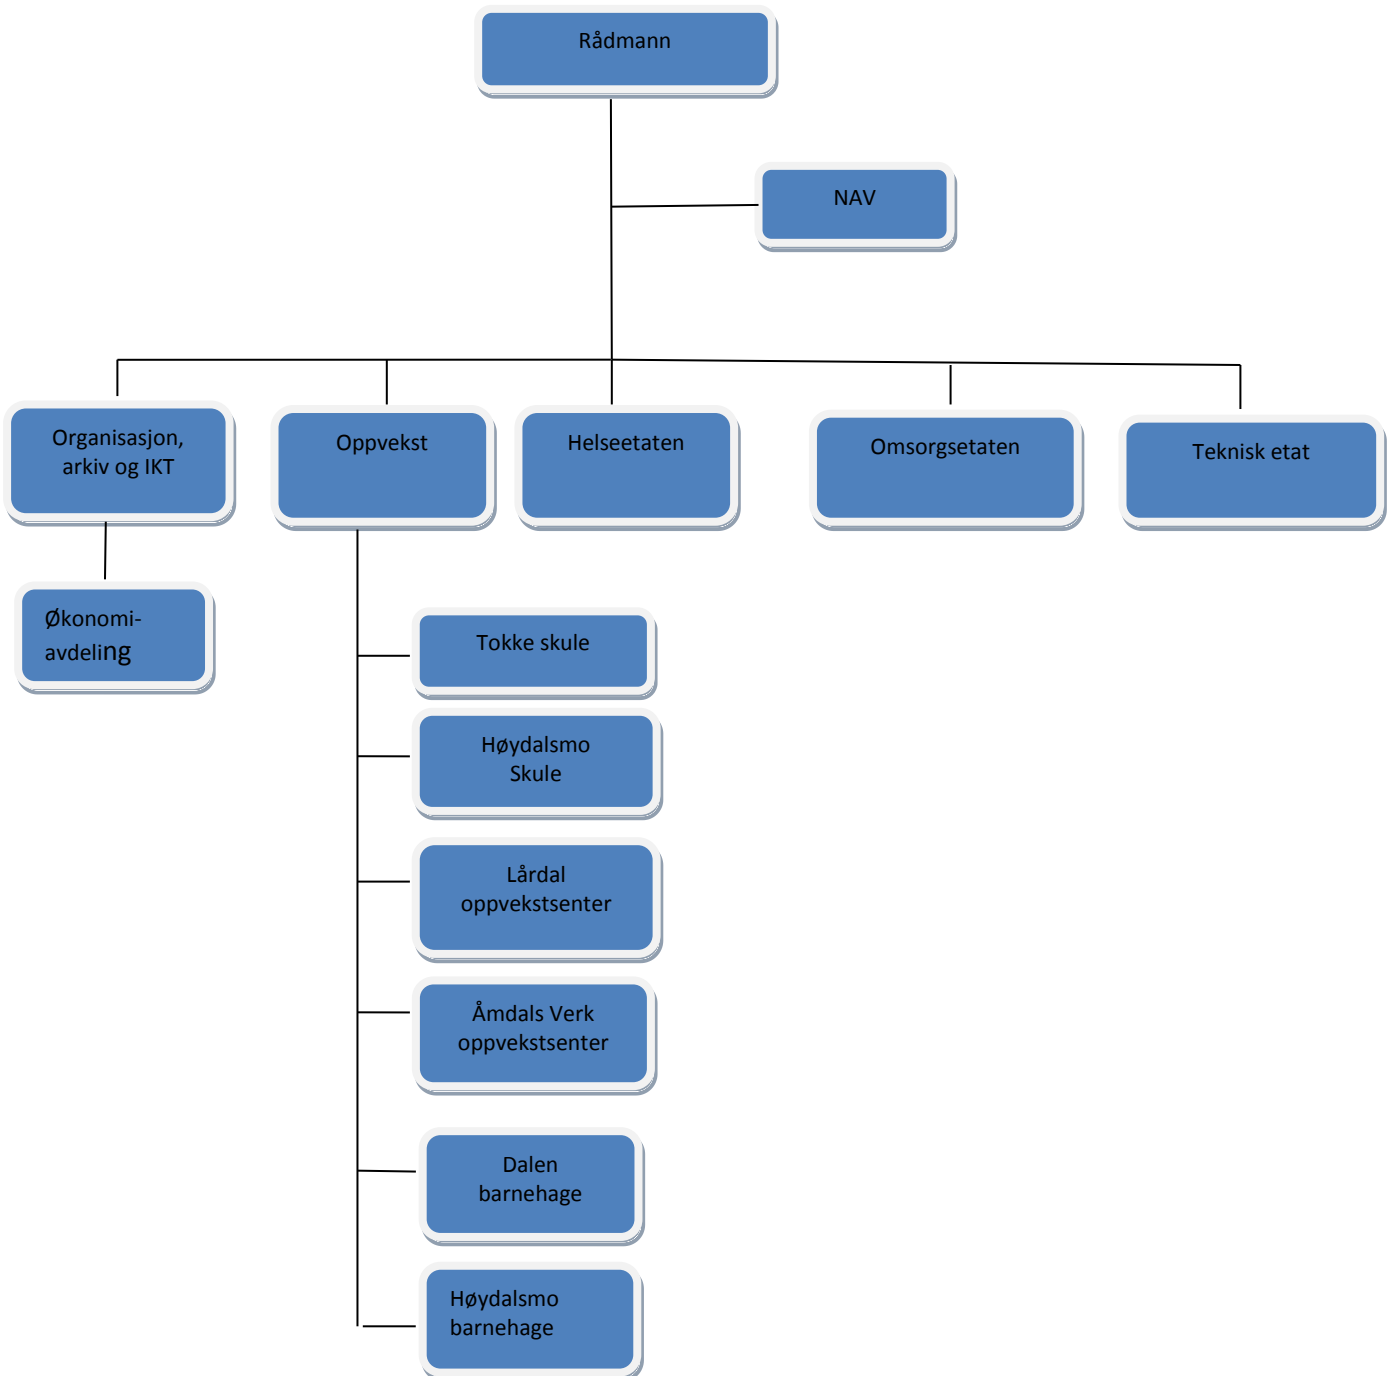 Rådmann
NAV
Organisasjon,
arkiv og IKT
Oppvekst
Helseetaten
Omsorgsetaten
Teknisk etat
Økonomi-
avdeling
Tokke skule
Høydalsmo
Skule
Lårdal
oppvekstsenter
Åmdals Verk
oppvekstsenter
Dalen
barnehage
Høydalsmo
barnehage